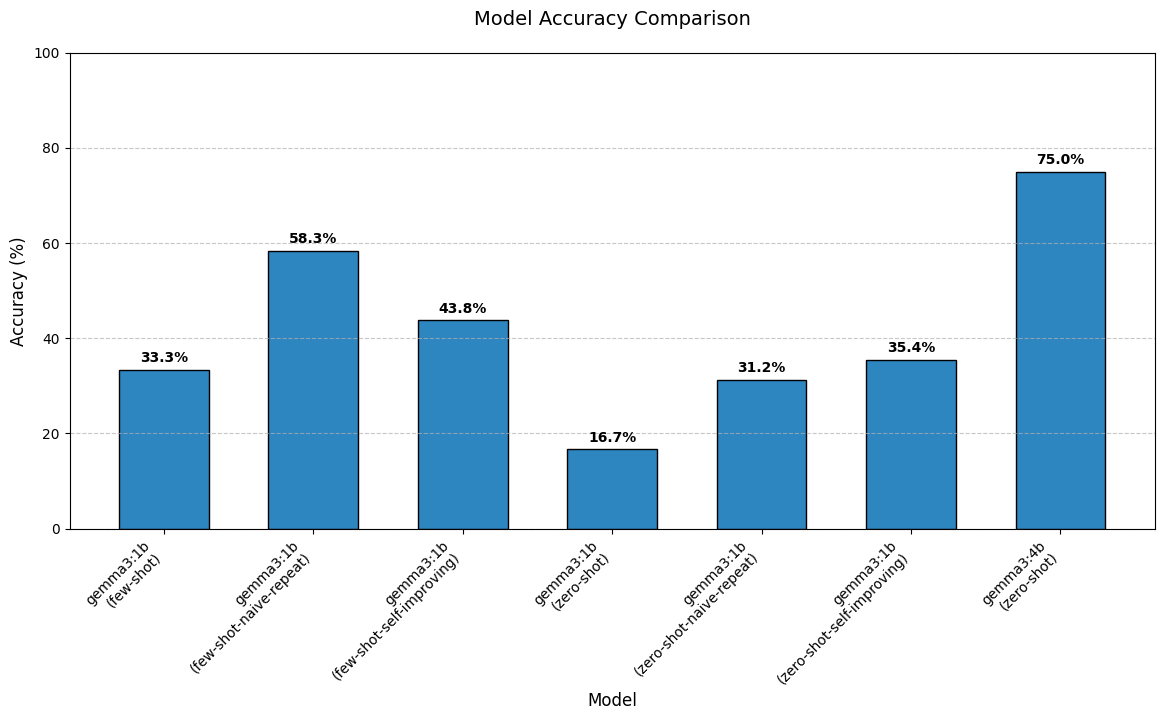 Model Accuracy Comparison
Accuracy (%)
100
80
60
40
20
0
33.3%
58.3%
43.8%
16.7%
31.2%
35.4%
75.0%
gemma3:1b
(few-shot)
gemma3:1b
(few-shot-naive-repeat)
gemma3:1b
(few-shot-self-improving)
gemma3:1b
(zero-shot)
gemma3:1b
(zero-shot-naive-repeat)
gemma3:1b
(zero-shot-self-improving)
gemma3:4b
(zero-shot)
Model